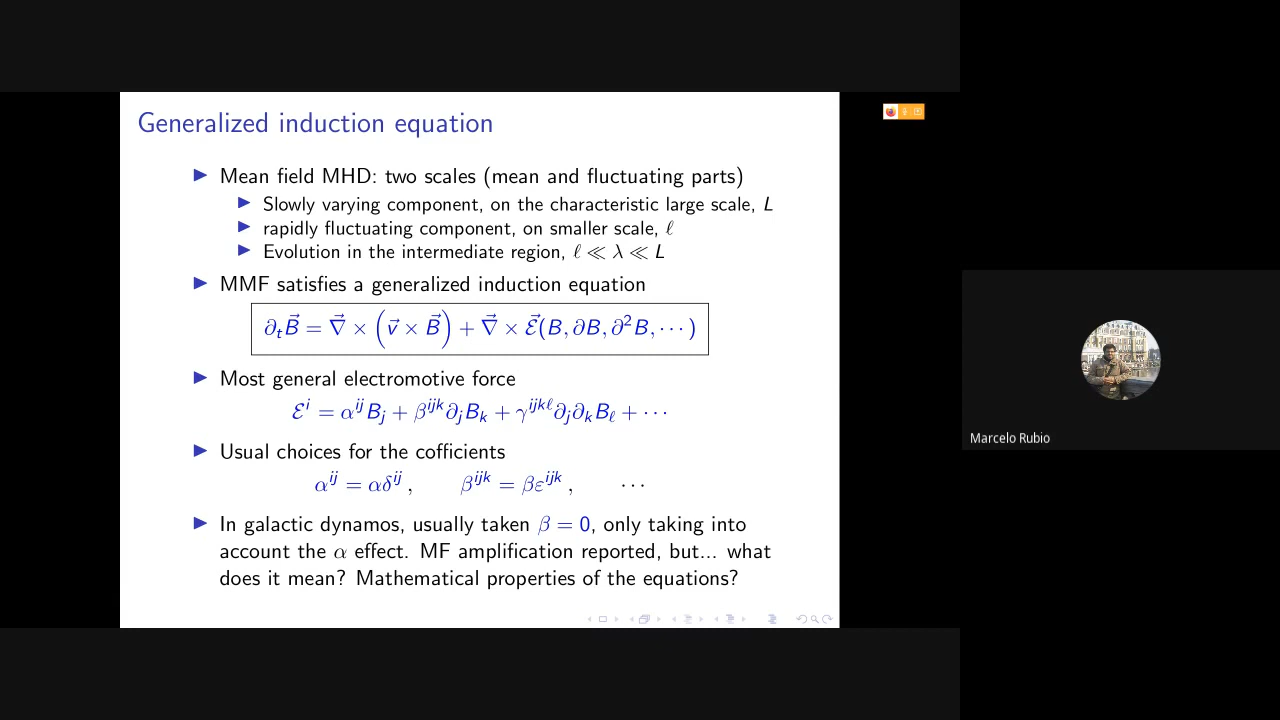 Generalized induction equation
▶ Mean field MHD: two scales (mean and fluctuating parts)
▶ Slowly varying component, on the characteristic large scale, L
▶ rapidly fluctuating component, on smaller scale, ℓ
▶ Evolution in the intermediate region, ℓ ≪ λ ≪ L
▶ MMF satisfies a generalized induction equation
∂ₜB⃗ = ∇⃗ × (v⃗ × B⃗) + ∇⃗ × ℰ⃗(B, ∂B, ∂²B, ⋯)
▶ Most general electromotive force
ℰⁱ = αⁱʲBⱼ + βⁱʲᵏ∂ⱼBₖ + γⁱʲᵏˡ∂ⱼ∂ₖBₗ + ⋯
▶ Usual choices for the cofficients
αⁱʲ = αδⁱʲ , βⁱʲᵏ = βεⁱʲᵏ , ⋯
▶ In galactic dynamos, usually taken β = 0, only taking into
account the α effect. MF amplification reported, but... what
does it mean? Mathematical properties of the equations?
Marcelo Rubio